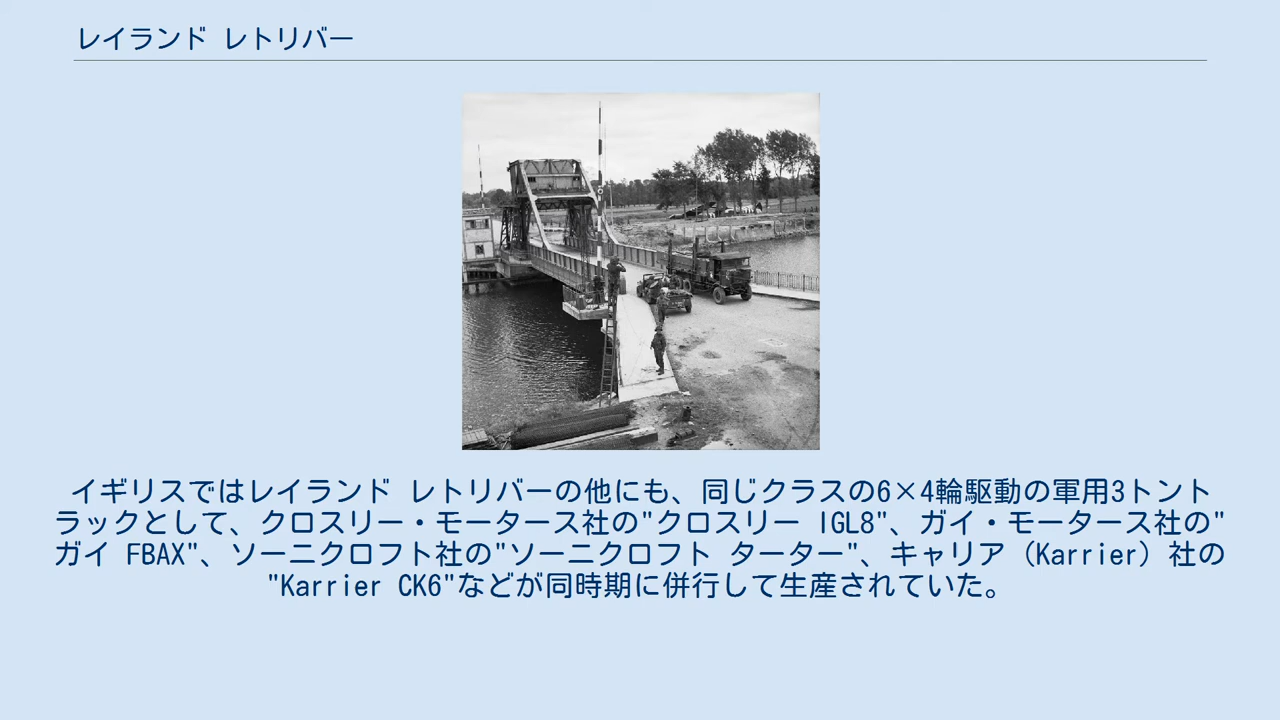 レイランド レトリバー
イギリスではレイランド レトリバーの他にも、同じクラスの6×4輪駆動の軍用3トント
ラックとして、クロスリー・モータース社の"クロスリー IGL8"、ガイ・モータース社の"
ガイ FBAX"、ソーニクロフト社の"ソーニクロフト ターター"、キャリア（Karrier）社の
"Karrier CK6"などが同時期に併行して生産されていた。